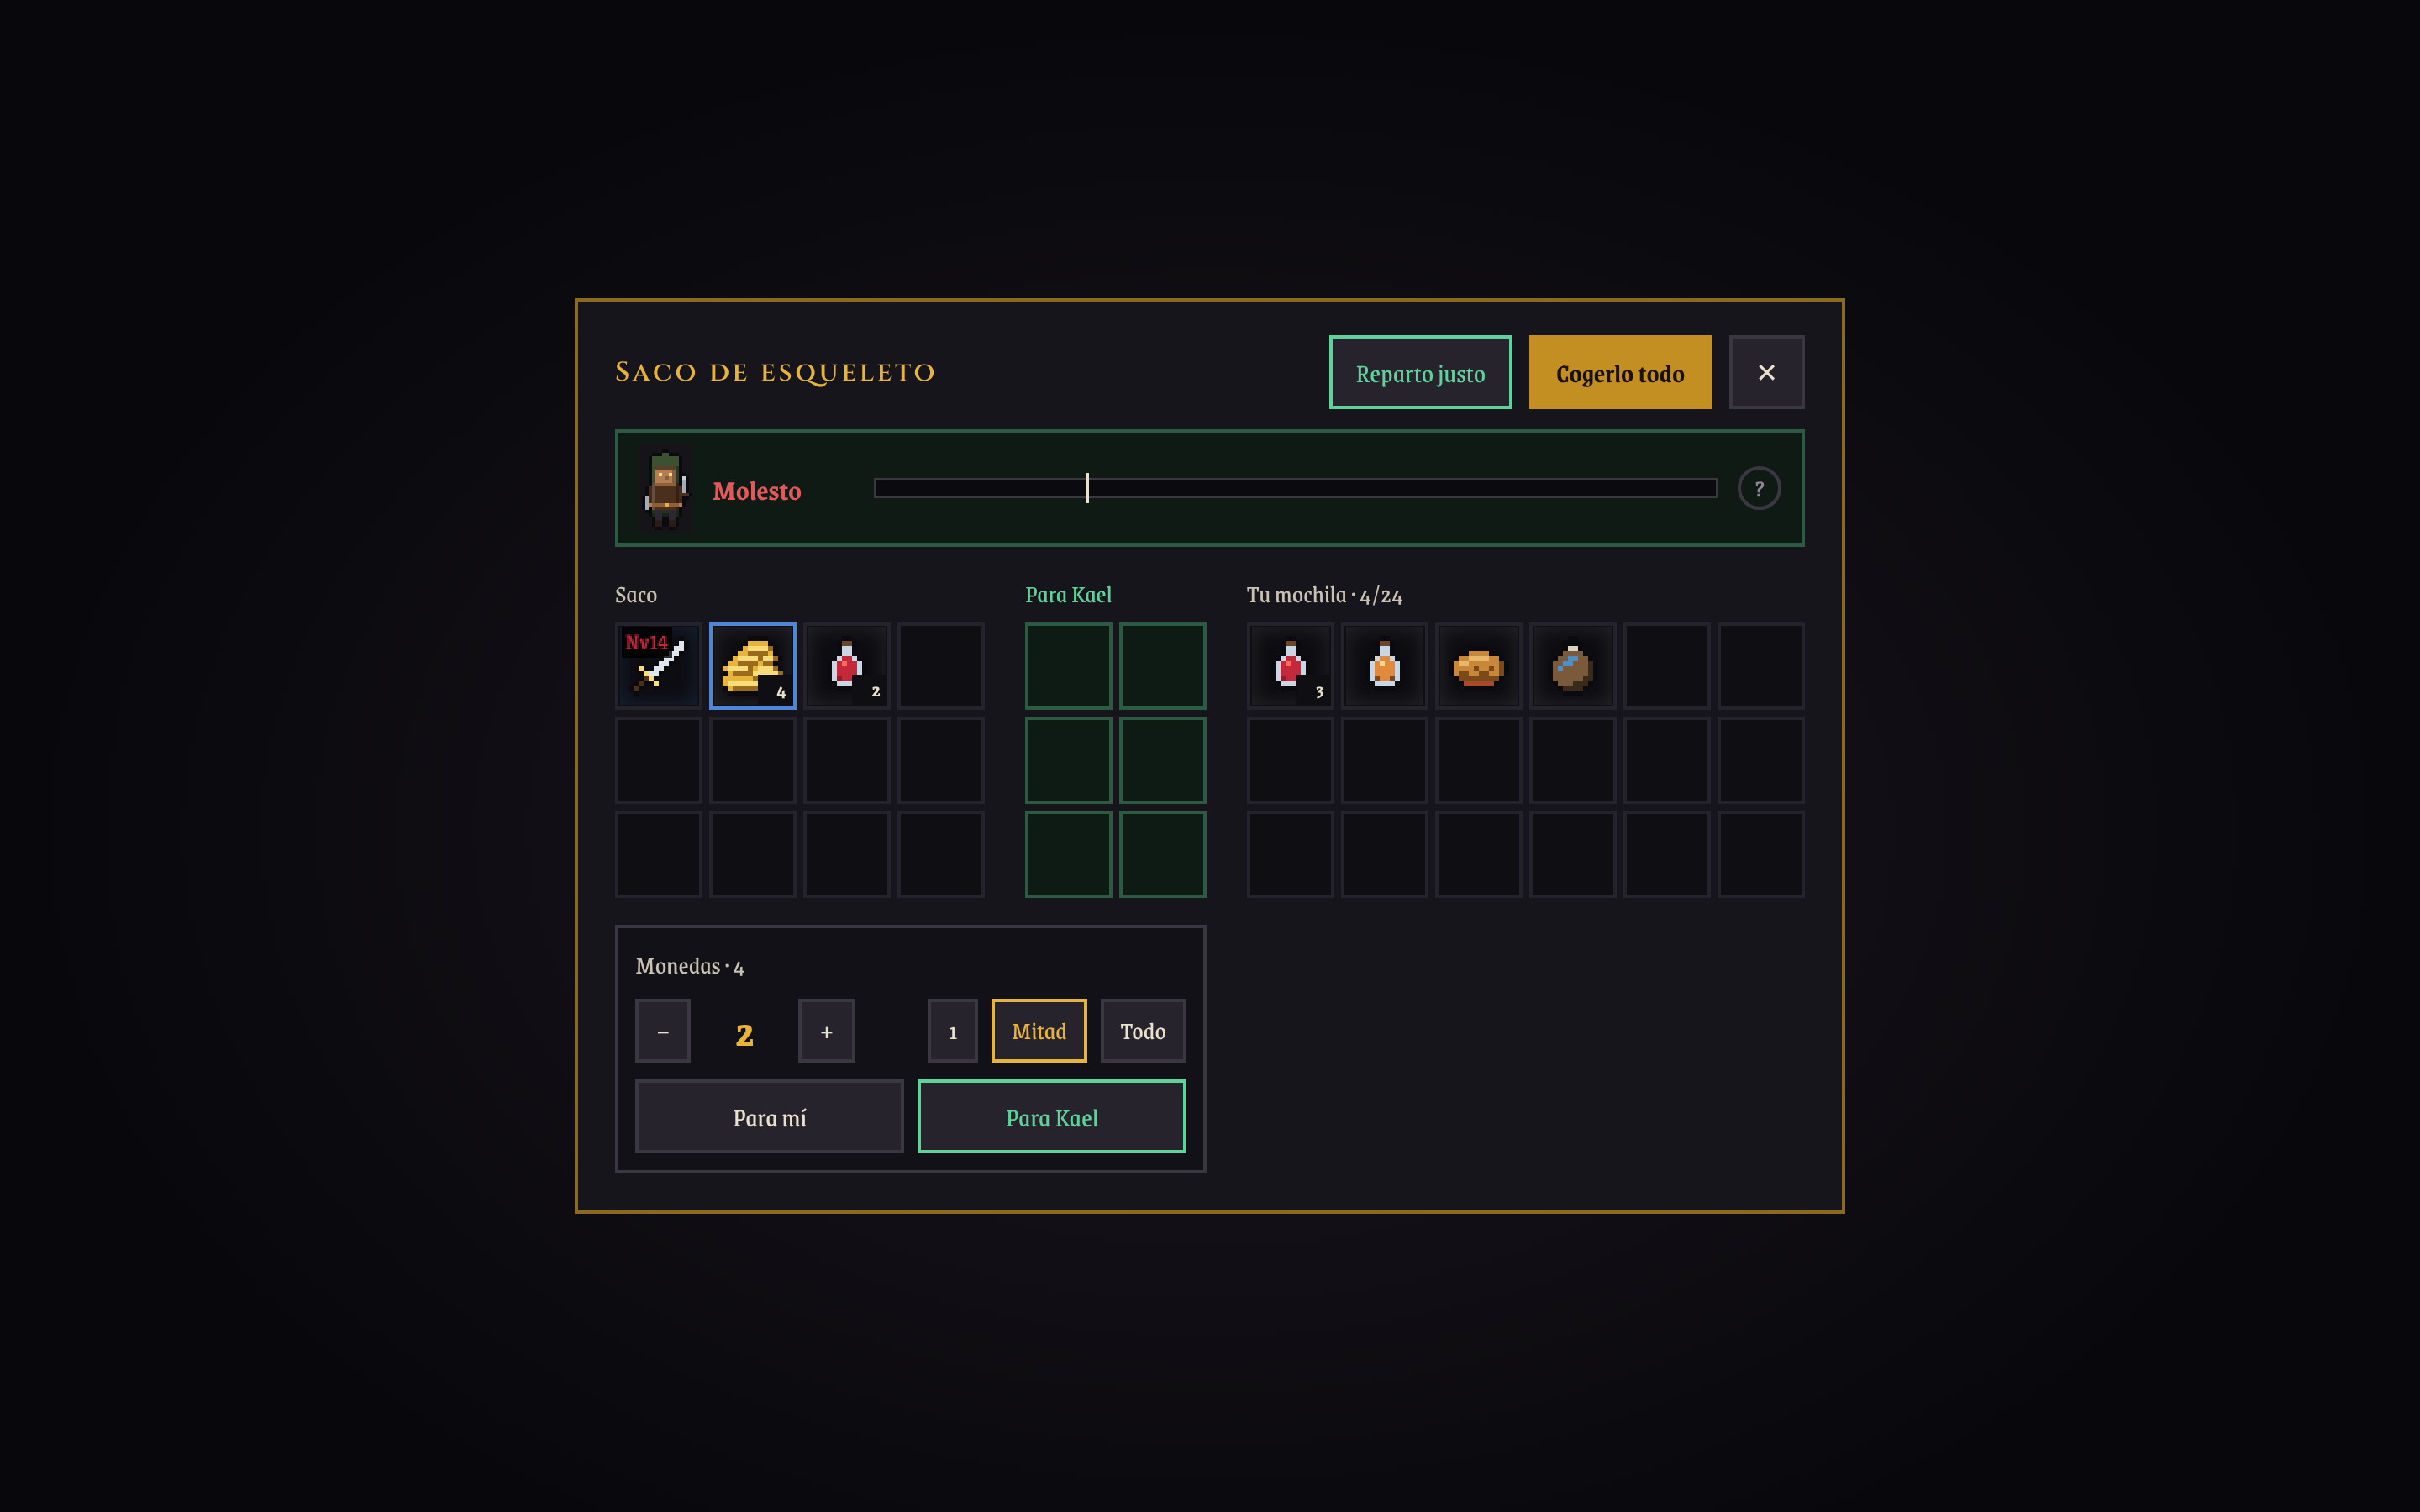 Saco de esqueleto
Reparto justo
Cogerlo todo
✕
Molesto
?
Saco
Para Kael
Tu mochila · 4/24
Nv14
4
2
3
Monedas · 4
−
2
+
1
Mitad
Todo
Para mí
Para Kael